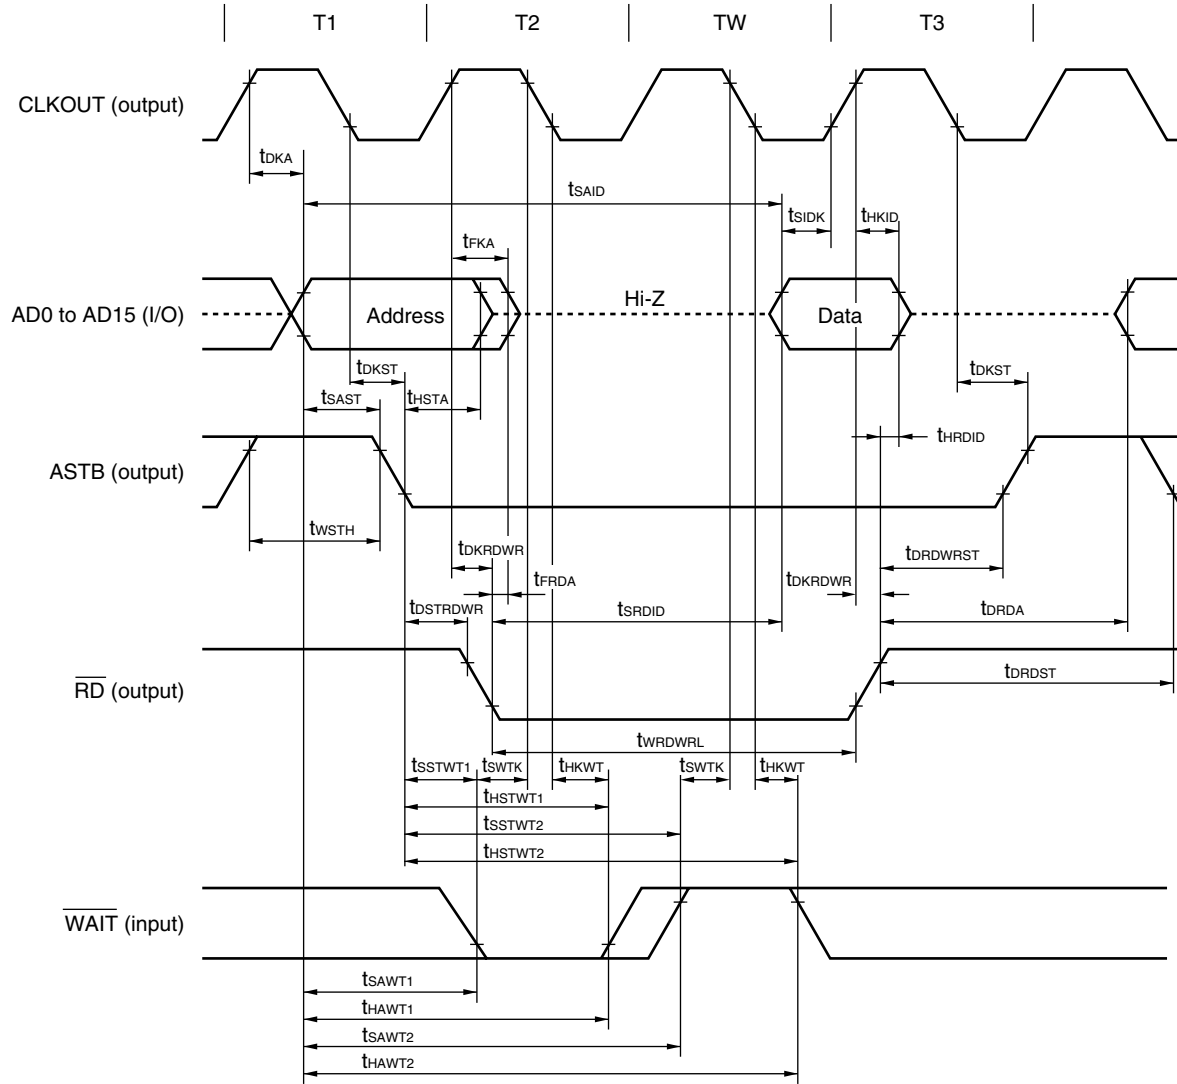 T1 T2 TW T3
CLKOUT (output)
tDKA
tSAID
tSIDK tHKID
tFKA
AD0 to AD15 (I/O)
Address
Hi-Z
Data
tDKST tDKST
tSAST tHSTA
tHRDID
ASTB (output)
tWSTH
tDKRDWR tDRDWRST
tFRDA tDKRDWR
tDSTRDWR tSRDID tDRDA
RD (output)
tDRDST
tWRDWRL
tSSTWT1 tSWTK tHKWT tSWTK tHKWT
tHSTWT1
tSSTWT2
tHSTWT2
WAIT (input)
tSAWT1
tHAWT1
tSAWT2
tHAWT2